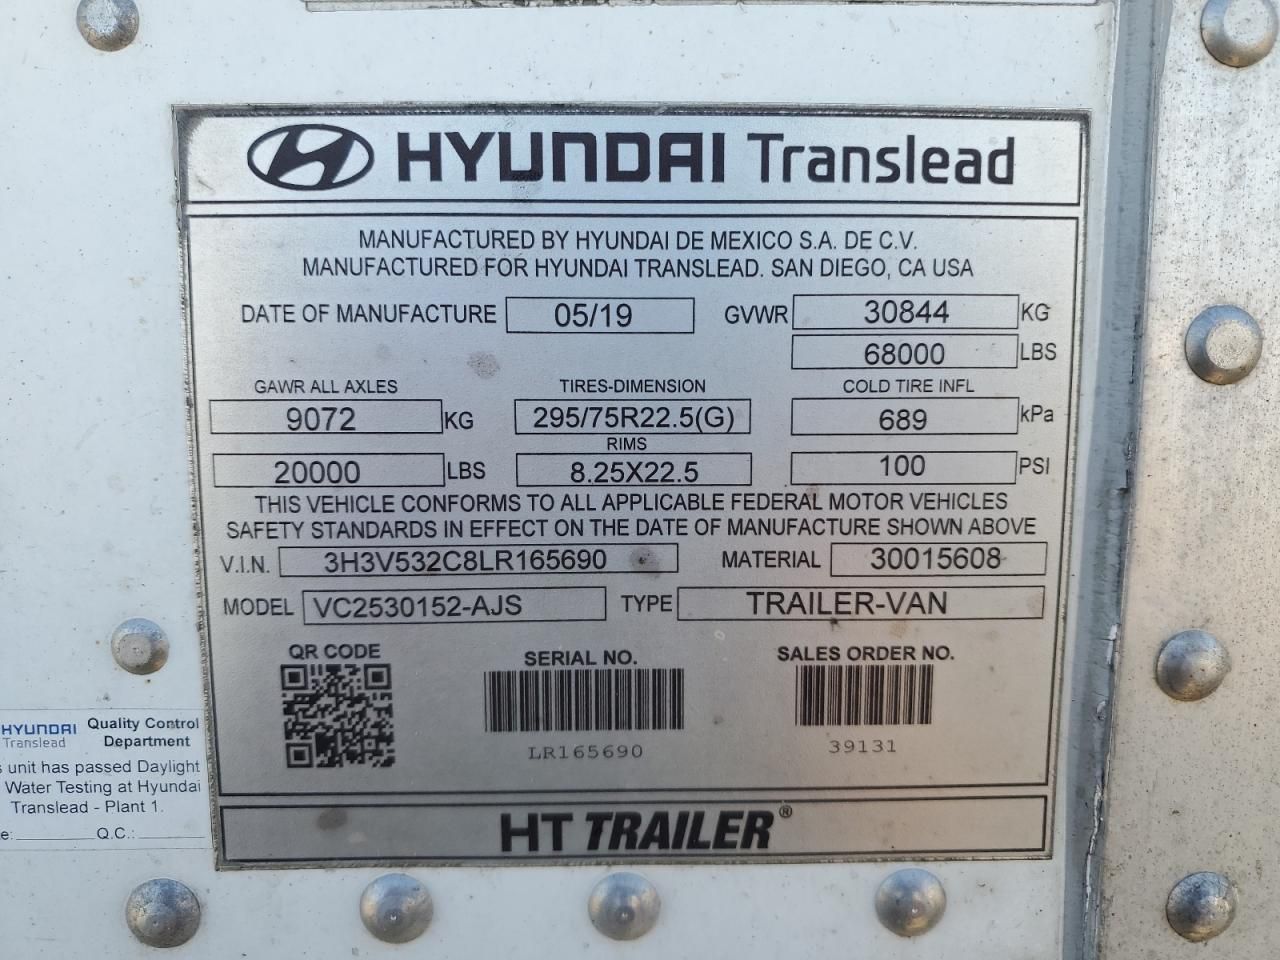 HYUNDAI Translead
MANUFACTURED BY HYUNDAI DE MEXICO S.A. DE C.V.
MANUFACTURED FOR HYUNDAI TRANSLEAD. SAN DIEGO, CA USA
DATE OF MANUFACTURE 05/19 GVWR 30844 KG
68000 LBS
GAWR ALL AXLES TIRES-DIMENSION COLD TIRE INFL
9072 KG 295/75R22.5(G) 689 kPa
RIMS
20000 LBS 8.25X22.5 100 PSI
THIS VEHICLE CONFORMS TO ALL APPLICABLE FEDERAL MOTOR VEHICLES
SAFETY STANDARDS IN EFFECT ON THE DATE OF MANUFACTURE SHOWN ABOVE
V.I.N. 3H3V532C8LR165690 MATERIAL 30015608
MODEL VC2530152-AJS TYPE TRAILER-VAN
QR CODE SERIAL NO. SALES ORDER NO.
LR165690 39131
HT TRAILER®
HYUNDAI Translead Quality Control
Department
unit has passed Daylight
Water Testing at Hyundai
Translead - Plant 1.
Q.C.: